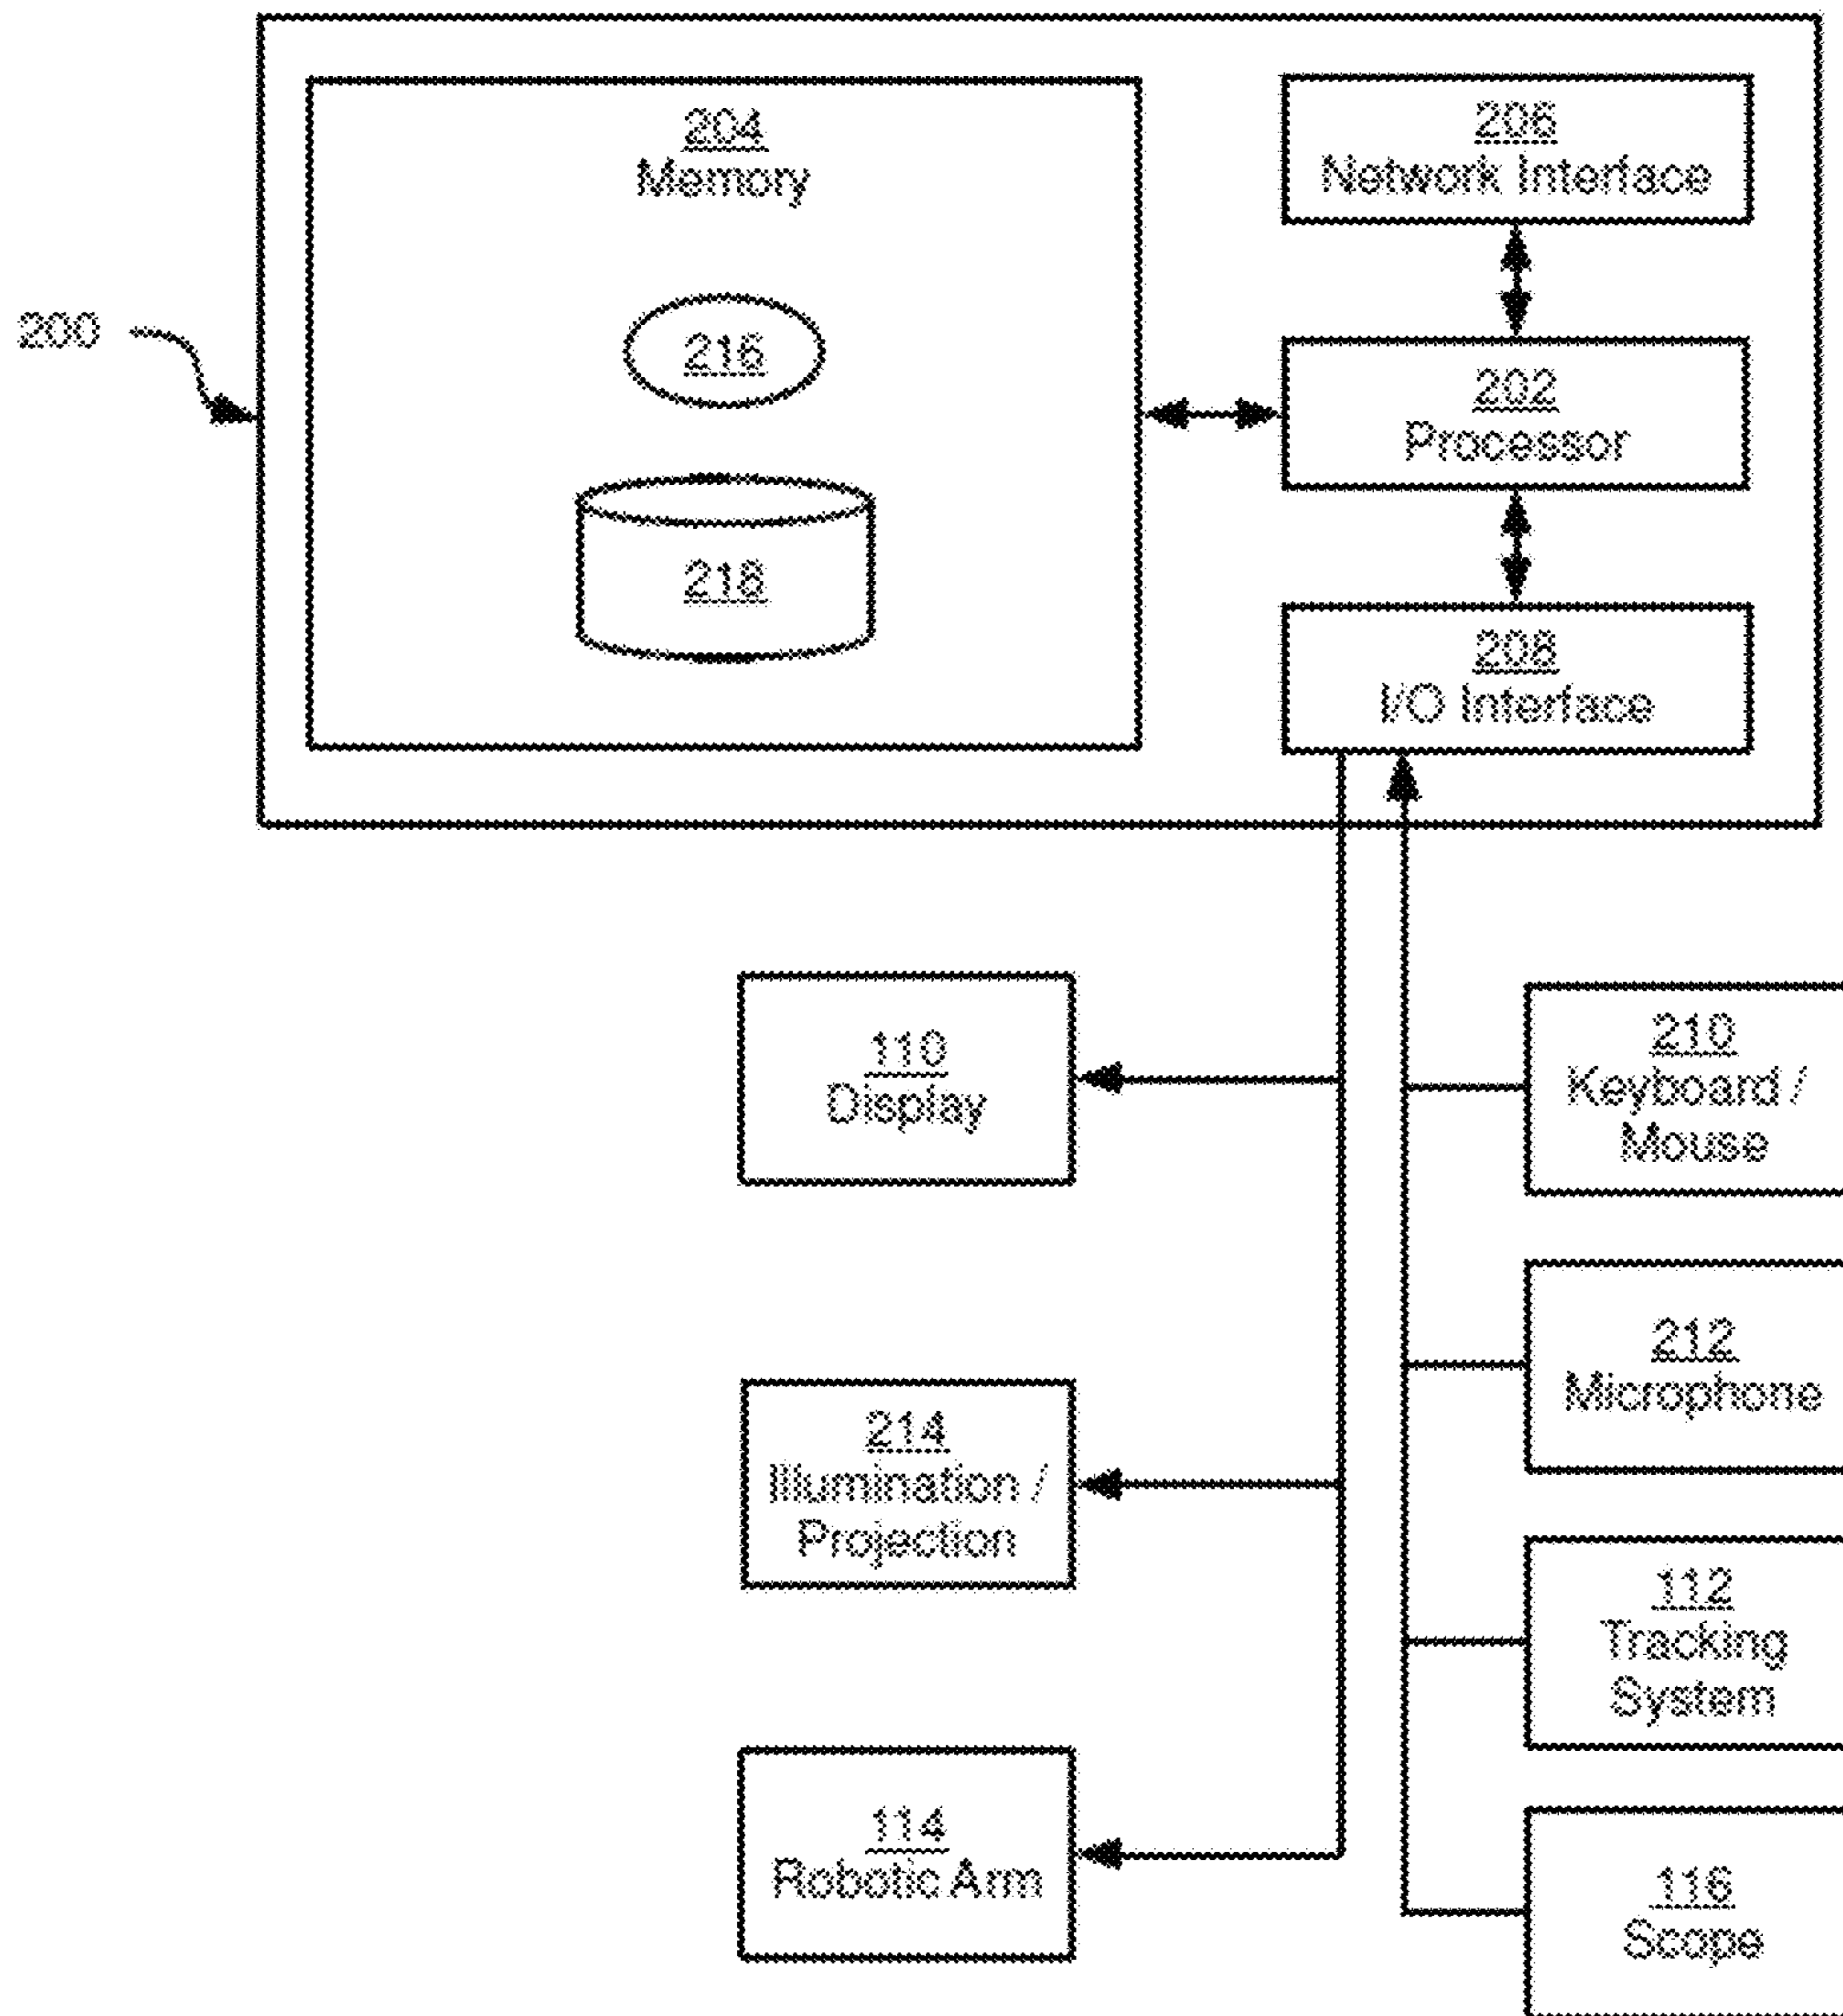 204
Memory
206
Network Interface
200
216
202
Processor
218
208
I/O Interface
110
Display
210
Keyboard /
Mouse
212
Microphone
214
Illumination /
Projection
112
Tracking
System
114
Robotic Arm
116
Scope